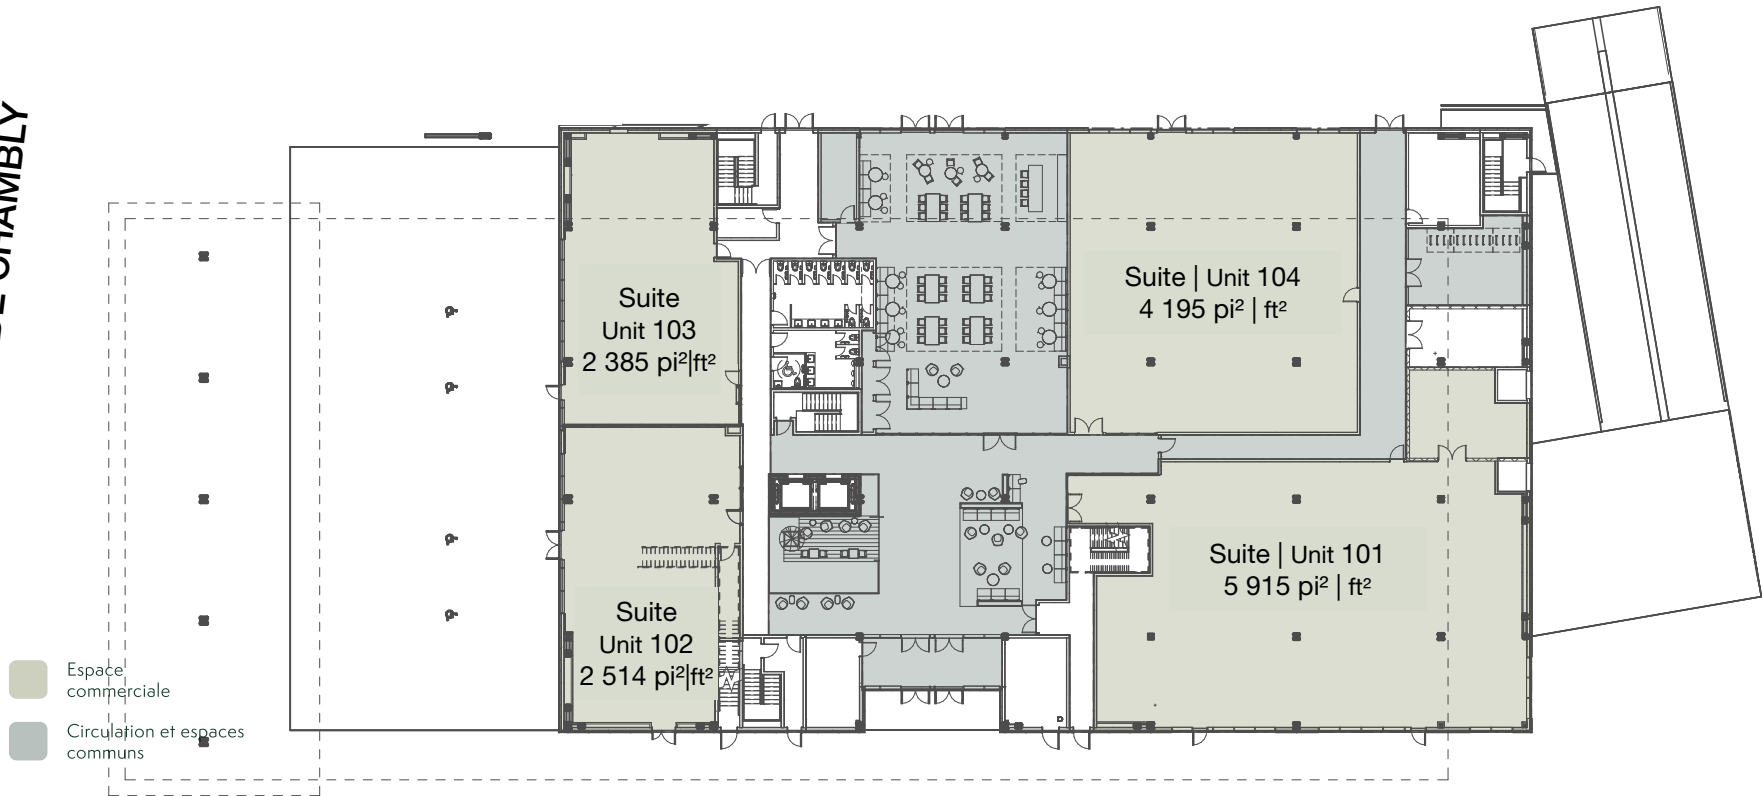 CHAMBLY
Suite
Unit 103
2 385 pi²|ft²
Suite | Unit 104
4 195 pi² | ft²
Suite | Unit 101
5 915 pi² | ft²
Suite
Unit 102
2 514 pi²|ft²
Espace
commerciale
Circulation et espaces
communs